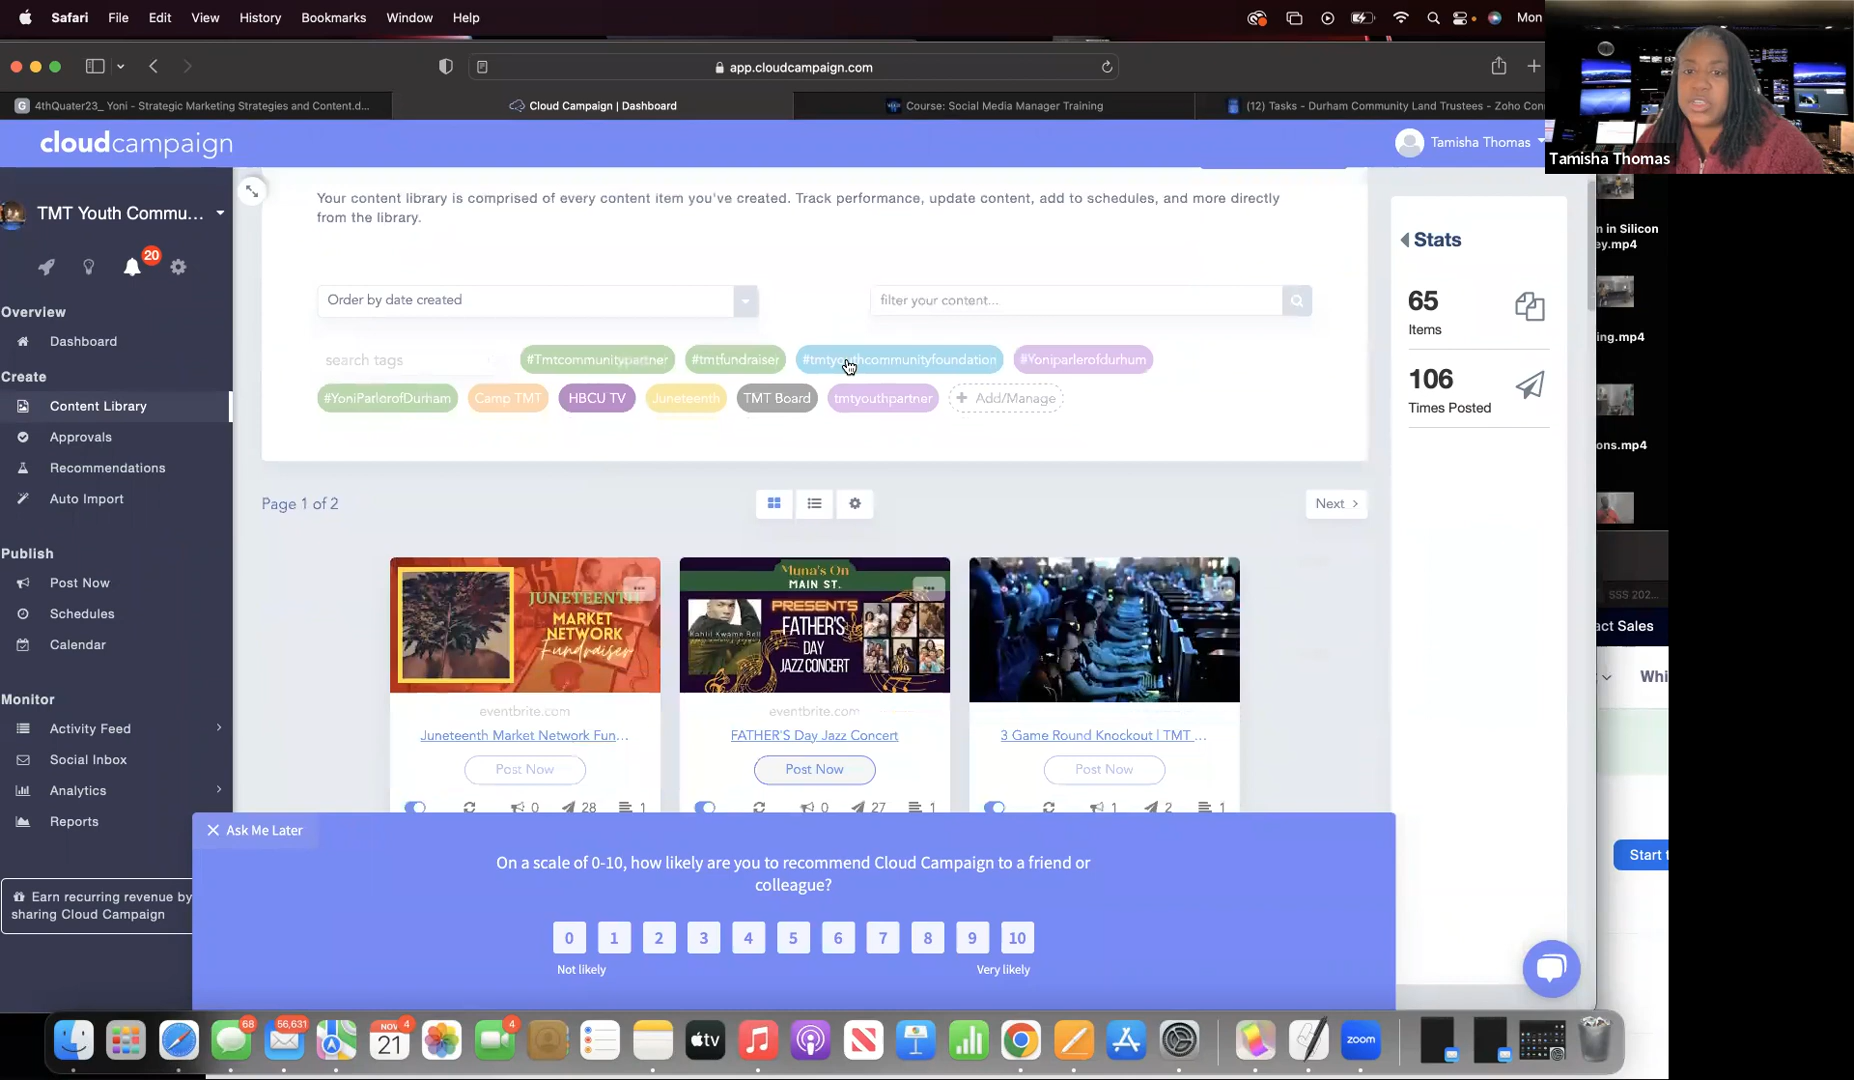 Safari File Edit View History Bookmarks Window Help
Mon
app.cloudcampaign.com
G 4thQuater23_ Yoni - Strategic Marketing Strategies and Content.d...
Cloud Campaign | Dashboard
Course: Social Media Manager Training
(12) Tasks - Durham Community Land Trustees - Zoho Con
cloudcampaign
Tamisha Thomas
Tamisha Thomas
TMT Youth Commu...
20
Overview
Dashboard
Create
Content Library
Approvals
Recommendations
Auto Import
Publish
Post Now
Schedules
Calendar
Monitor
Activity Feed
Social Inbox
Analytics
Reports
Earn recurring revenue by
sharing Cloud Campaign
Your content library is comprised of every content item you've created. Track performance, update content, add to schedules, and more directly
from the library.
Order by date created
filter your content...
search tags
#Tmtcommunitypartner
#tmtfundraiser
#tmtyouthcommunityfoundation
#Yoniparlerofdurhum
#YoniParlorofDurham
Camp TMT
HBCU TV
Juneteenth
TMT Board
tmtyouthpartner
+ Add/Manage
Page 1 of 2
Next >
JUNETEENTH
MARKET
NETWORK
Fundraiser
eventbrite.com
Juneteenth Market Network Fun...
Post Now
0 28 1
Muna's On
MAIN ST.
PRESENTS
Kahlil Kwame Bell
FATHER'S
DAY
JAZZ CONCERT
eventbrite.com
FATHER'S Day Jazz Concert
Post Now
0 27 1
3 Game Round Knockout | TMT ...
Post Now
1 2 1
Stats
65
Items
106
Times Posted
n in Silicon
ey.mp4
ing.mp4
ons.mp4
SSS 202...
act Sales
Whi
Start t
Ask Me Later
On a scale of 0-10, how likely are you to recommend Cloud Campaign to a friend or
colleague?
0 1 2 3 4 5 6 7 8 9 10
Not likely
Very likely
68
56,631
NOV 4
21
4
tv
zoom